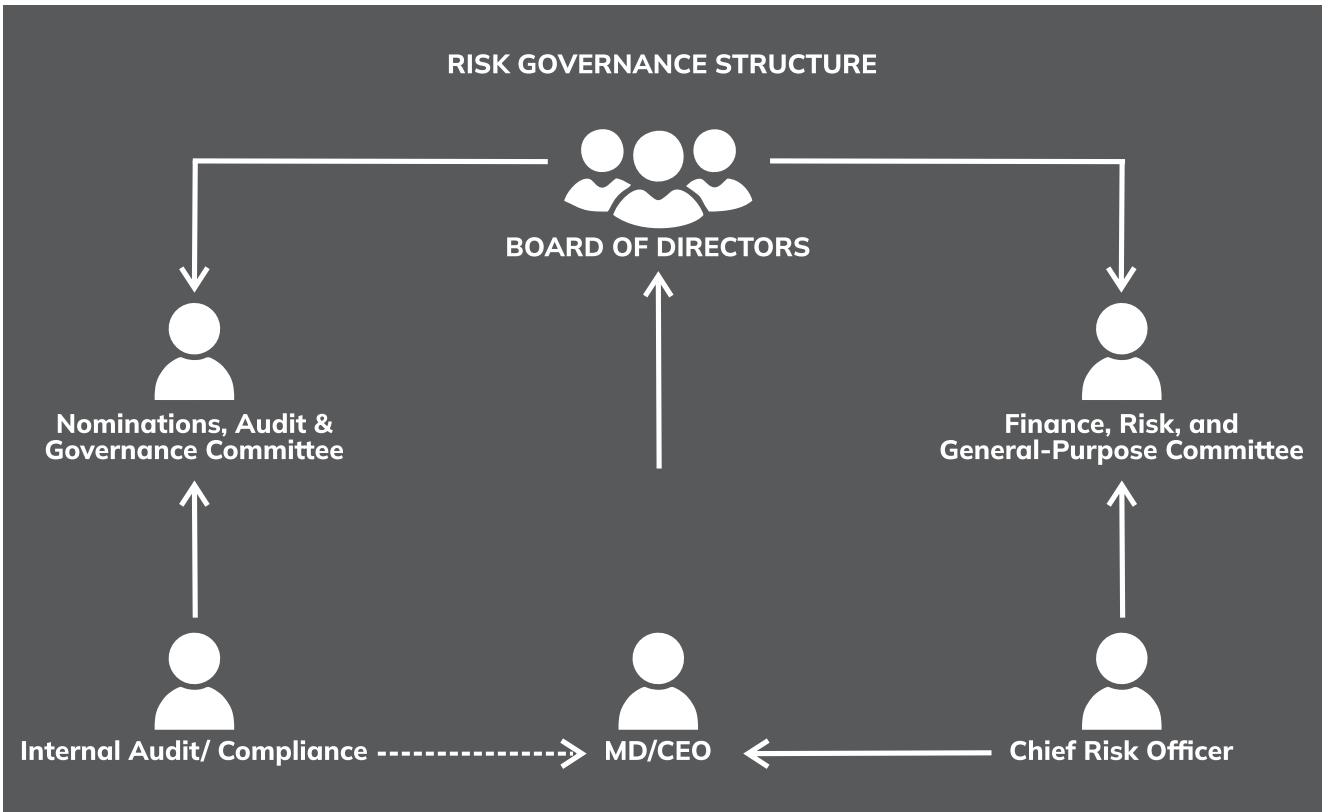 RISK GOVERNANCE STRUCTURE
BOARD OF DIRECTORS
Nominations, Audit &
Governance Committee
Finance, Risk, and
General-Purpose Committee
Internal Audit/ Compliance
MD/CEO
Chief Risk Officer